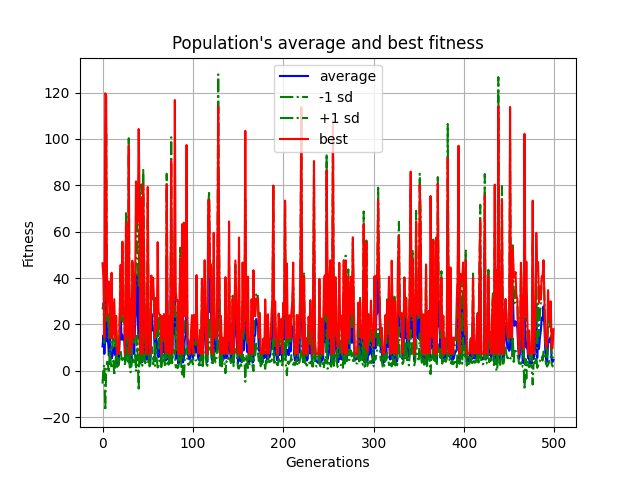 Population's average and best fitness
average
-1 sd
+1 sd
best
Fitness
120
100
80
60
40
20
0
−20
0 100 200 300 400 500
Generations